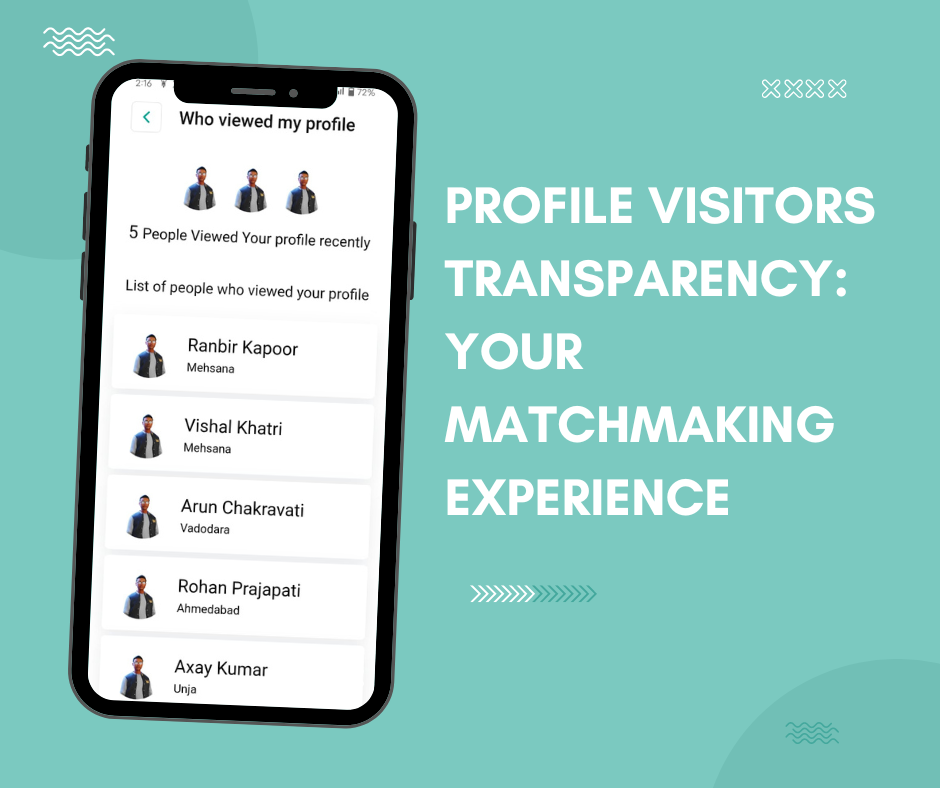 2:16
72%
Who viewed my profile
5 People Viewed Your profile recently
List of people who viewed your profile
Ranbir Kapoor
Mehsana
Vishal Khatri
Mehsana
Arun Chakravati
Vadodara
Rohan Prajapati
Ahmedabad
Axay Kumar
Unja
PROFILE VISITORS
TRANSPARENCY:
YOUR
MATCHMAKING
EXPERIENCE